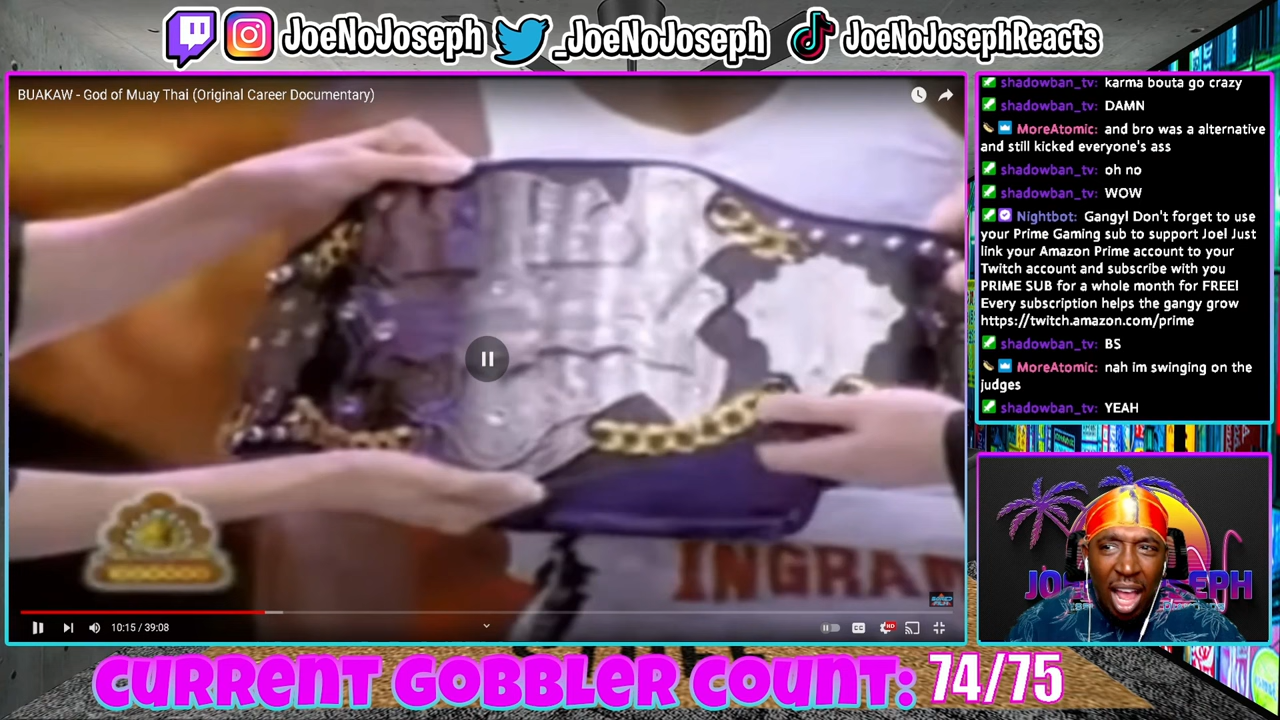 JoeNoJoseph
_JoeNoJoseph
JoeNoJosephReacts
BUAKAW - God of Muay Thai (Original Career Documentary)
INGRAM
10:15 / 39:08
CC
HD
shadowban_tv: karma bouta go crazy
shadowban_tv: DAMN
MoreAtomic: and bro was a alternative
and still kicked everyone's ass
shadowban_tv: oh no
shadowban_tv: WOW
Nightbot: Gangy! Don't forget to use
your Prime Gaming sub to support Joe! Just
link your Amazon Prime account to your
Twitch account and subscribe with you
PRIME SUB for a whole month for FREE!
Every subscription helps the gangy grow
https://twitch.amazon.com/prime
shadowban_tv: BS
MoreAtomic: nah im swinging on the
judges
shadowban_tv: YEAH
CURRENT GOBBLER COUNT: 74/75